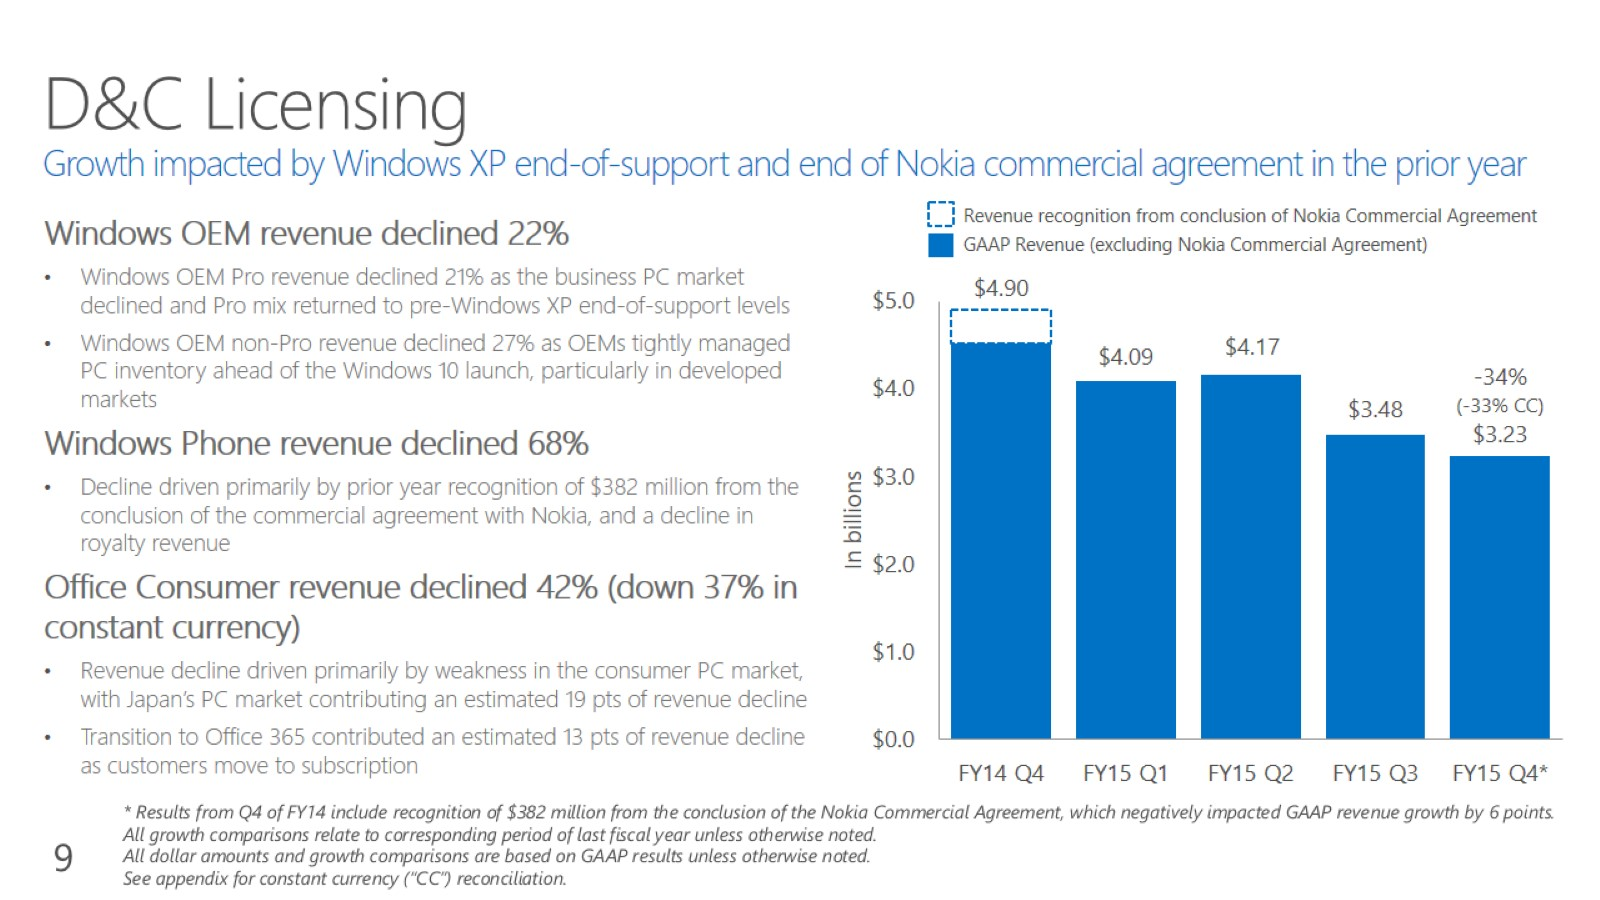 D&C Licensing
Growth impacted by Windows XP end-of-support and end of Nokia commercial agreement in the prior year
Windows OEM revenue declined 22%
• Windows OEM Pro revenue declined 21% as the business PC market
declined and Pro mix returned to pre-Windows XP end-of-support levels
• Windows OEM non-Pro revenue declined 27% as OEMs tightly managed
PC inventory ahead of the Windows 10 launch, particularly in developed
markets
Windows Phone revenue declined 68%
• Decline driven primarily by prior year recognition of $382 million from the
conclusion of the commercial agreement with Nokia, and a decline in
royalty revenue
Office Consumer revenue declined 42% (down 37% in
constant currency)
• Revenue decline driven primarily by weakness in the consumer PC market,
with Japan's PC market contributing an estimated 19 pts of revenue decline
• Transition to Office 365 contributed an estimated 13 pts of revenue decline
as customers move to subscription
Revenue recognition from conclusion of Nokia Commercial Agreement
GAAP Revenue (excluding Nokia Commercial Agreement)
In billions
$5.0
$4.0
$3.0
$2.0
$1.0
$0.0
$4.90
$4.09
$4.17
$3.48
-34%
(-33% CC)
$3.23
FY14 Q4
FY15 Q1
FY15 Q2
FY15 Q3
FY15 Q4*
* Results from Q4 of FY14 include recognition of $382 million from the conclusion of the Nokia Commercial Agreement, which negatively impacted GAAP revenue growth by 6 points.
All growth comparisons relate to corresponding period of last fiscal year unless otherwise noted.
All dollar amounts and growth comparisons are based on GAAP results unless otherwise noted.
See appendix for constant currency ("CC") reconciliation.
9